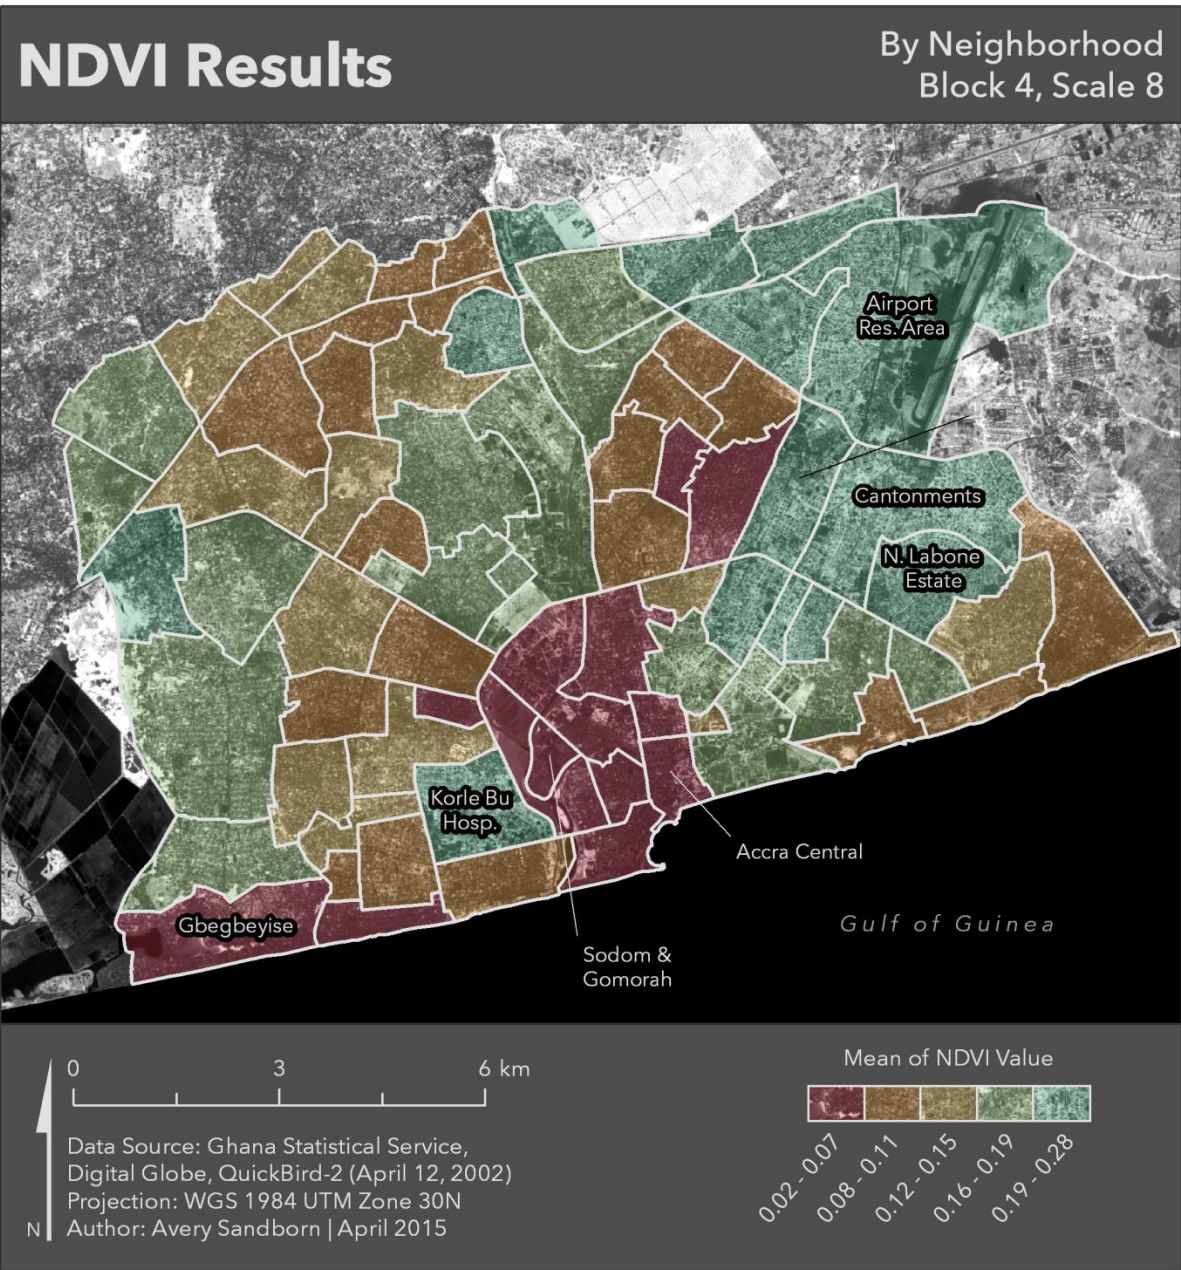 NDVI Results
By Neighborhood
Block 4, Scale 8
Airport
Res. Area
Cantonments
N. Labone
Estate
Korle Bu
Hosp.
Accra Central
Gbegbeyise
Gulf of Guinea
Sodom &
Gomorah
0 3 6 km
Mean of NDVI Value
0.02 - 0.07
0.08 - 0.11
0.12 - 0.15
0.16 - 0.19
0.19 - 0.28
Data Source: Ghana Statistical Service,
Digital Globe, QuickBird-2 (April 12, 2002)
Projection: WGS 1984 UTM Zone 30N
N
Author: Avery Sandborn | April 2015